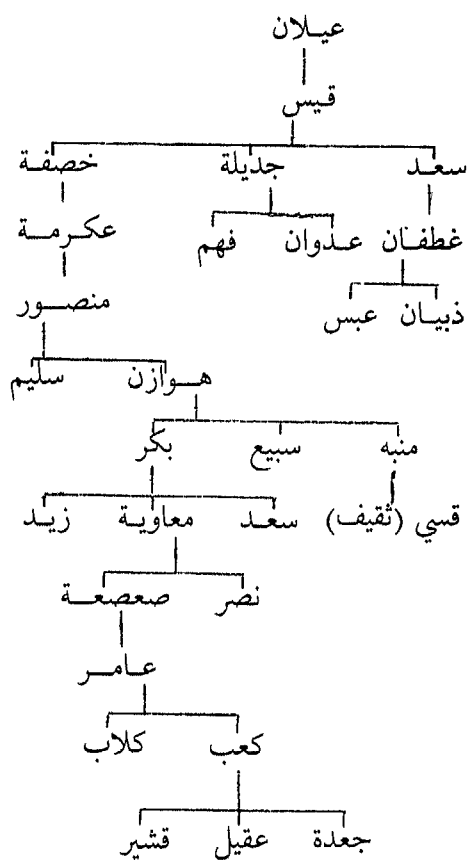 عيلان
قيس
سعد جديلة خصفة
غطفان عدوان فهم عكرمة
ذبيان عبس منصور
هوازن سليم
منبه سبيع بكر
قسي (ثقيف) سعد معاوية زيد
نصر صعصعة
عامر
كعب كلاب
جعدة عقيل قشير